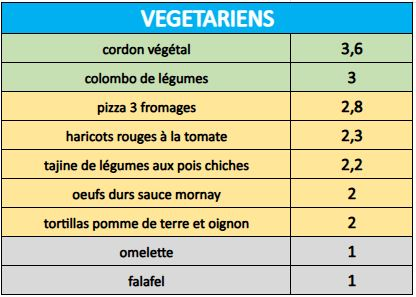 VEGETARIENS
cordon végétal 3,6
colombo de légumes 3
pizza 3 fromages 2,8
haricots rouges à la tomate 2,3
tajine de légumes aux pois chiches 2,2
oeufs durs sauce mornay 2
tortillas pomme de terre et oignon 2
omelette 1
falafel 1